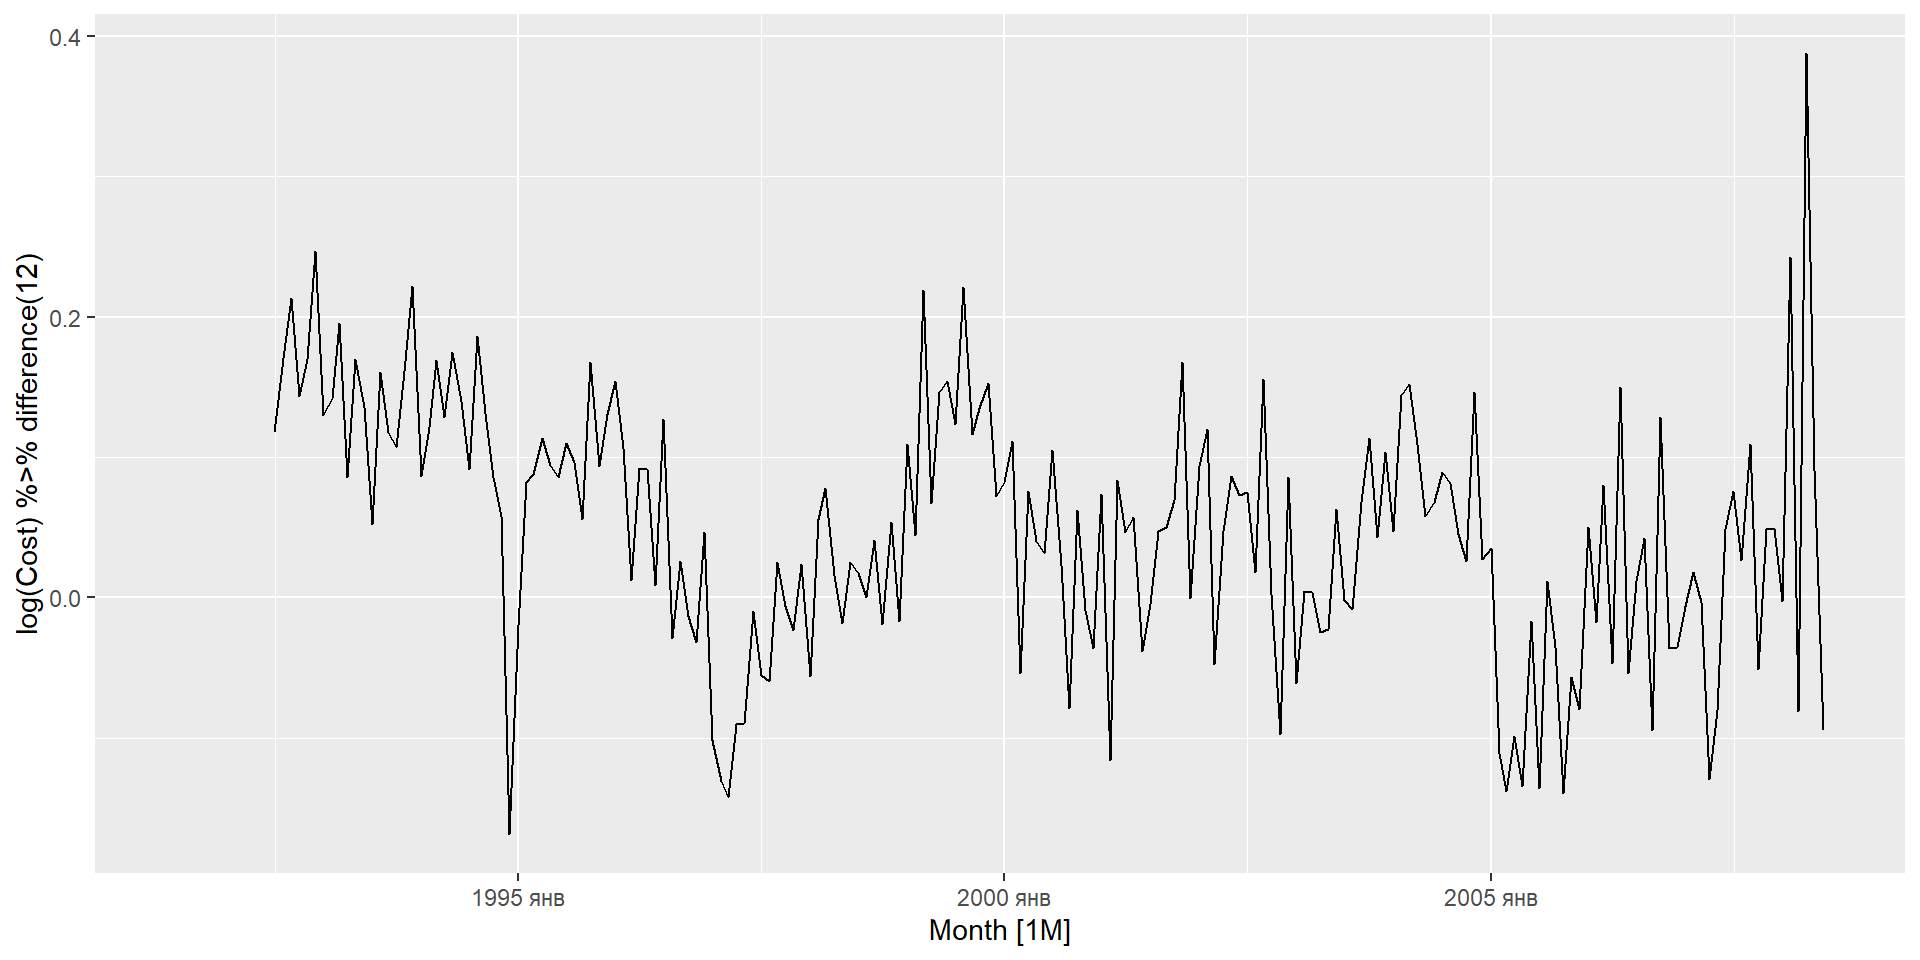 0.4
0.2
0.0
log(Cost) %>% difference(12)
1995 янв
2000 янв
2005 янв
Month [1M]